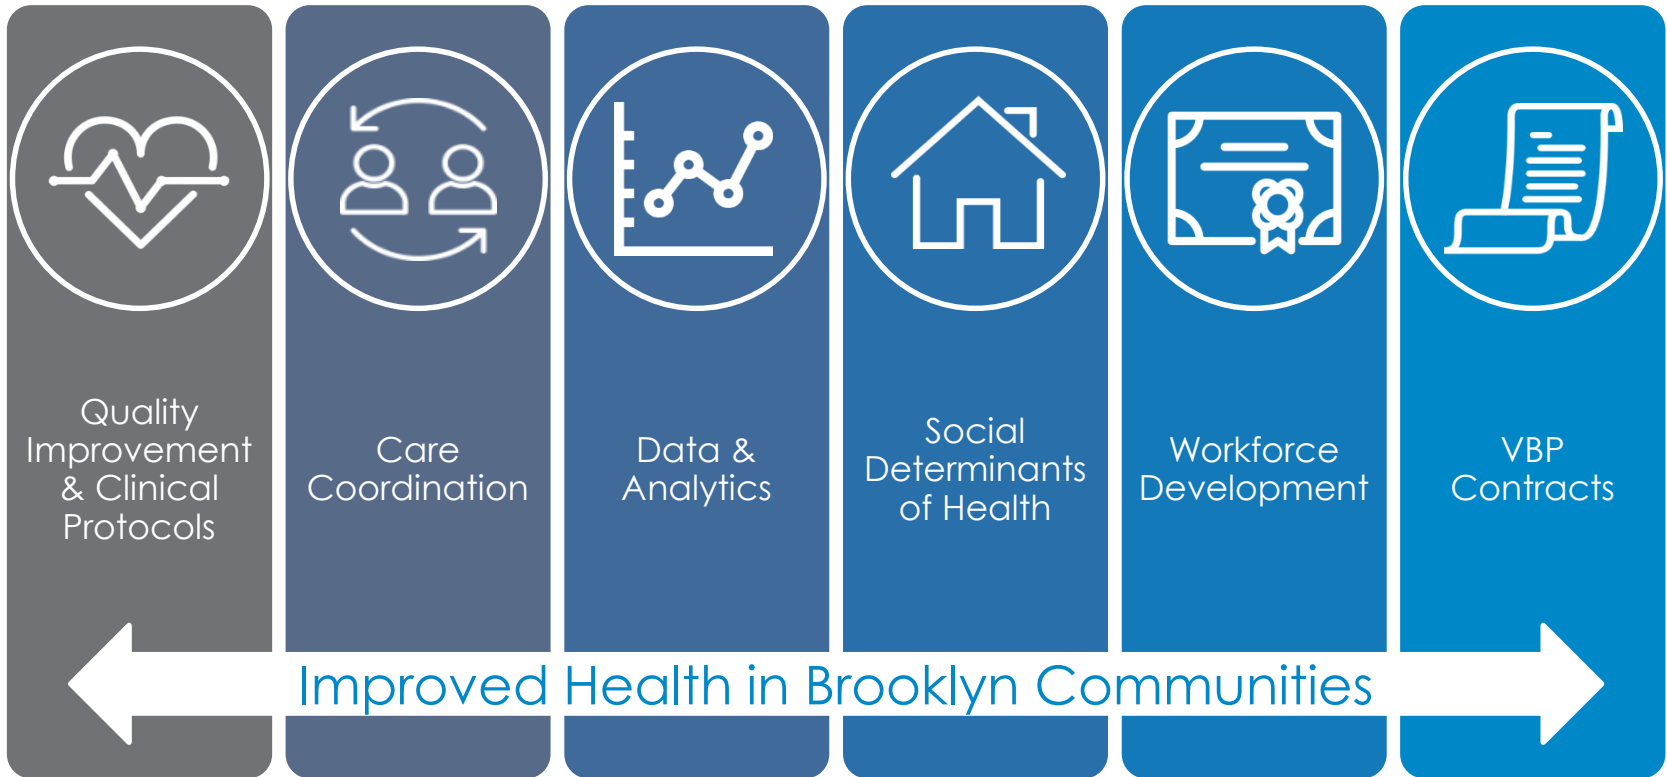 Quality
Improvement
& Clinical
Protocols
Care
Coordination
Data &
Analytics
Social
Determinants
of Health
Workforce
Development
VBP
Contracts
Improved Health in Brooklyn Communities